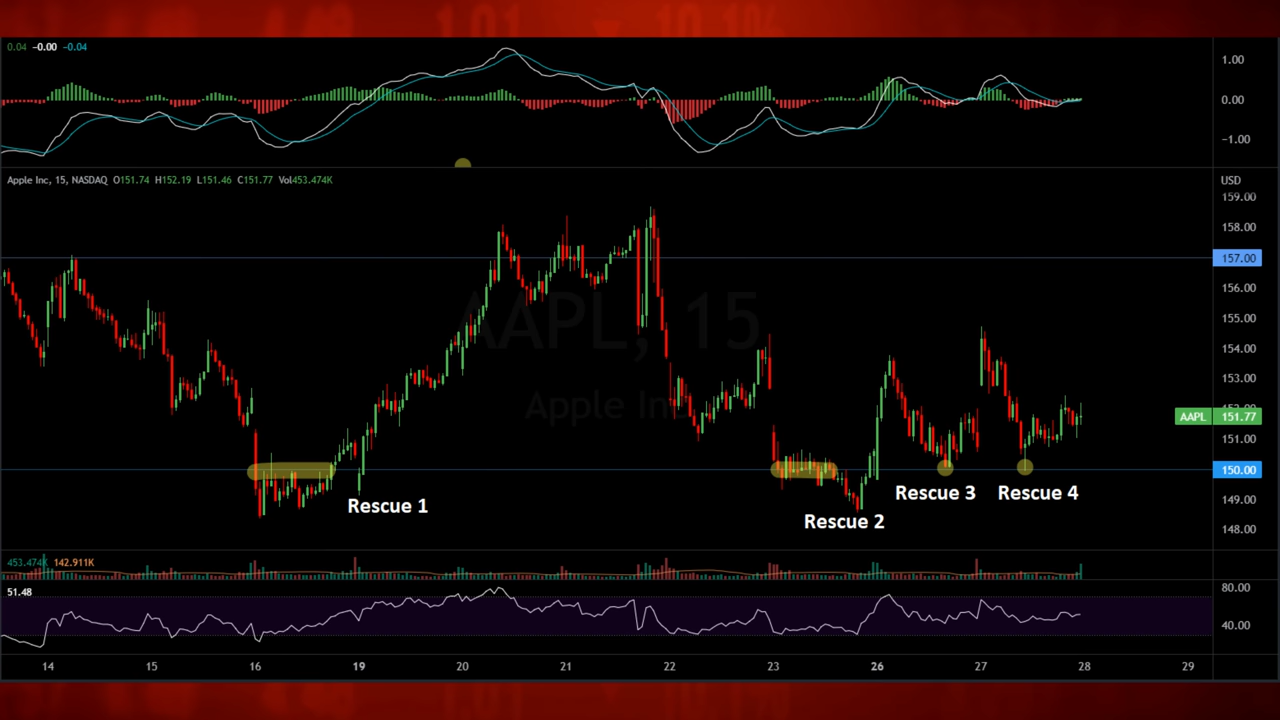 0.04 −0.00 −0.04
1.00
0.00
−1.00
Apple Inc, 15, NASDAQ O151.74 H152.19 L151.46 C151.77 Vol453.474K
USD
159.00
158.00
157.00
156.00
155.00
AAPL, 15
154.00
153.00
Apple Inc
152.00
AAPL 151.77
151.00
150.00
Rescue 1
Rescue 2
Rescue 3
Rescue 4
149.00
148.00
453.474K 142.911K
51.48
80.00
40.00
14 15 16 19 20 21 22 23 26 27 28 29